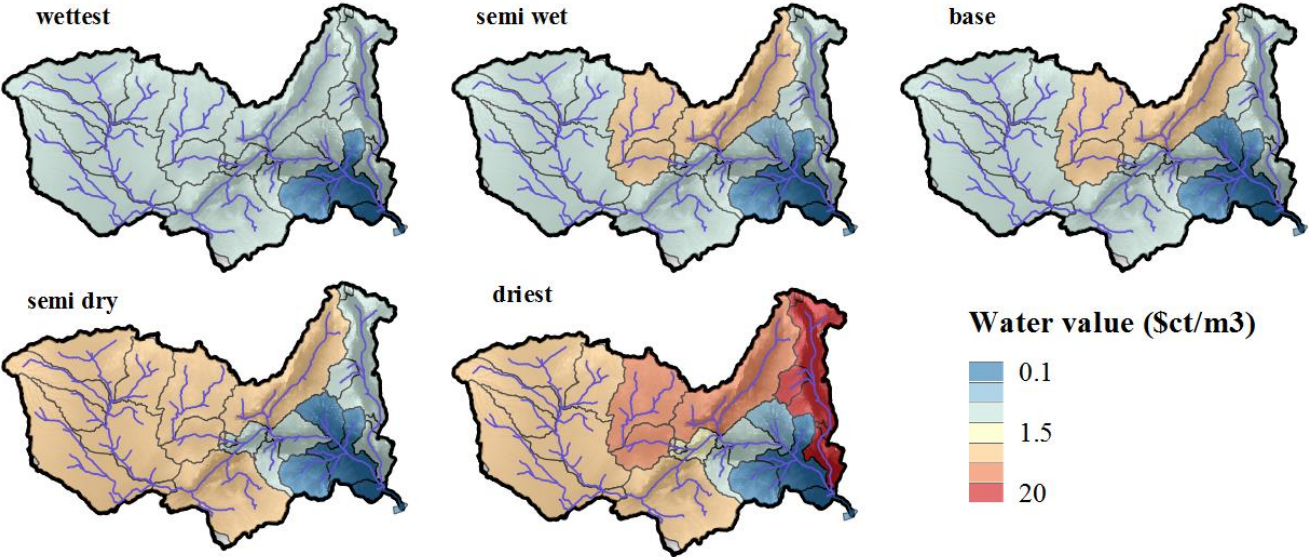 wettest
semi wet
base
semi dry
driest
Water value ($ct/m3)
0.1
1.5
20